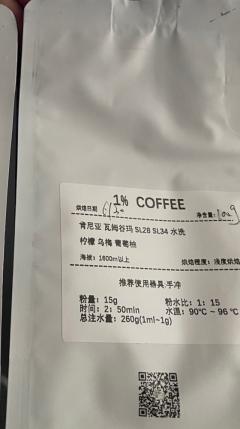 1% COFFEE
烘焙日期
净含量: 100g
肯尼亚 瓦姆谷玛 SL28 SL34 水洗
柠檬 乌梅 葡萄柚
海拔: 1600m以上 烘焙程度: 浅度烘焙
推荐使用器具:手冲
粉量: 15g 粉水比: 1: 15
时间: 2: 50min 水温: 90℃ ~ 96 ℃
总注水量: 260g(1ml~1g)